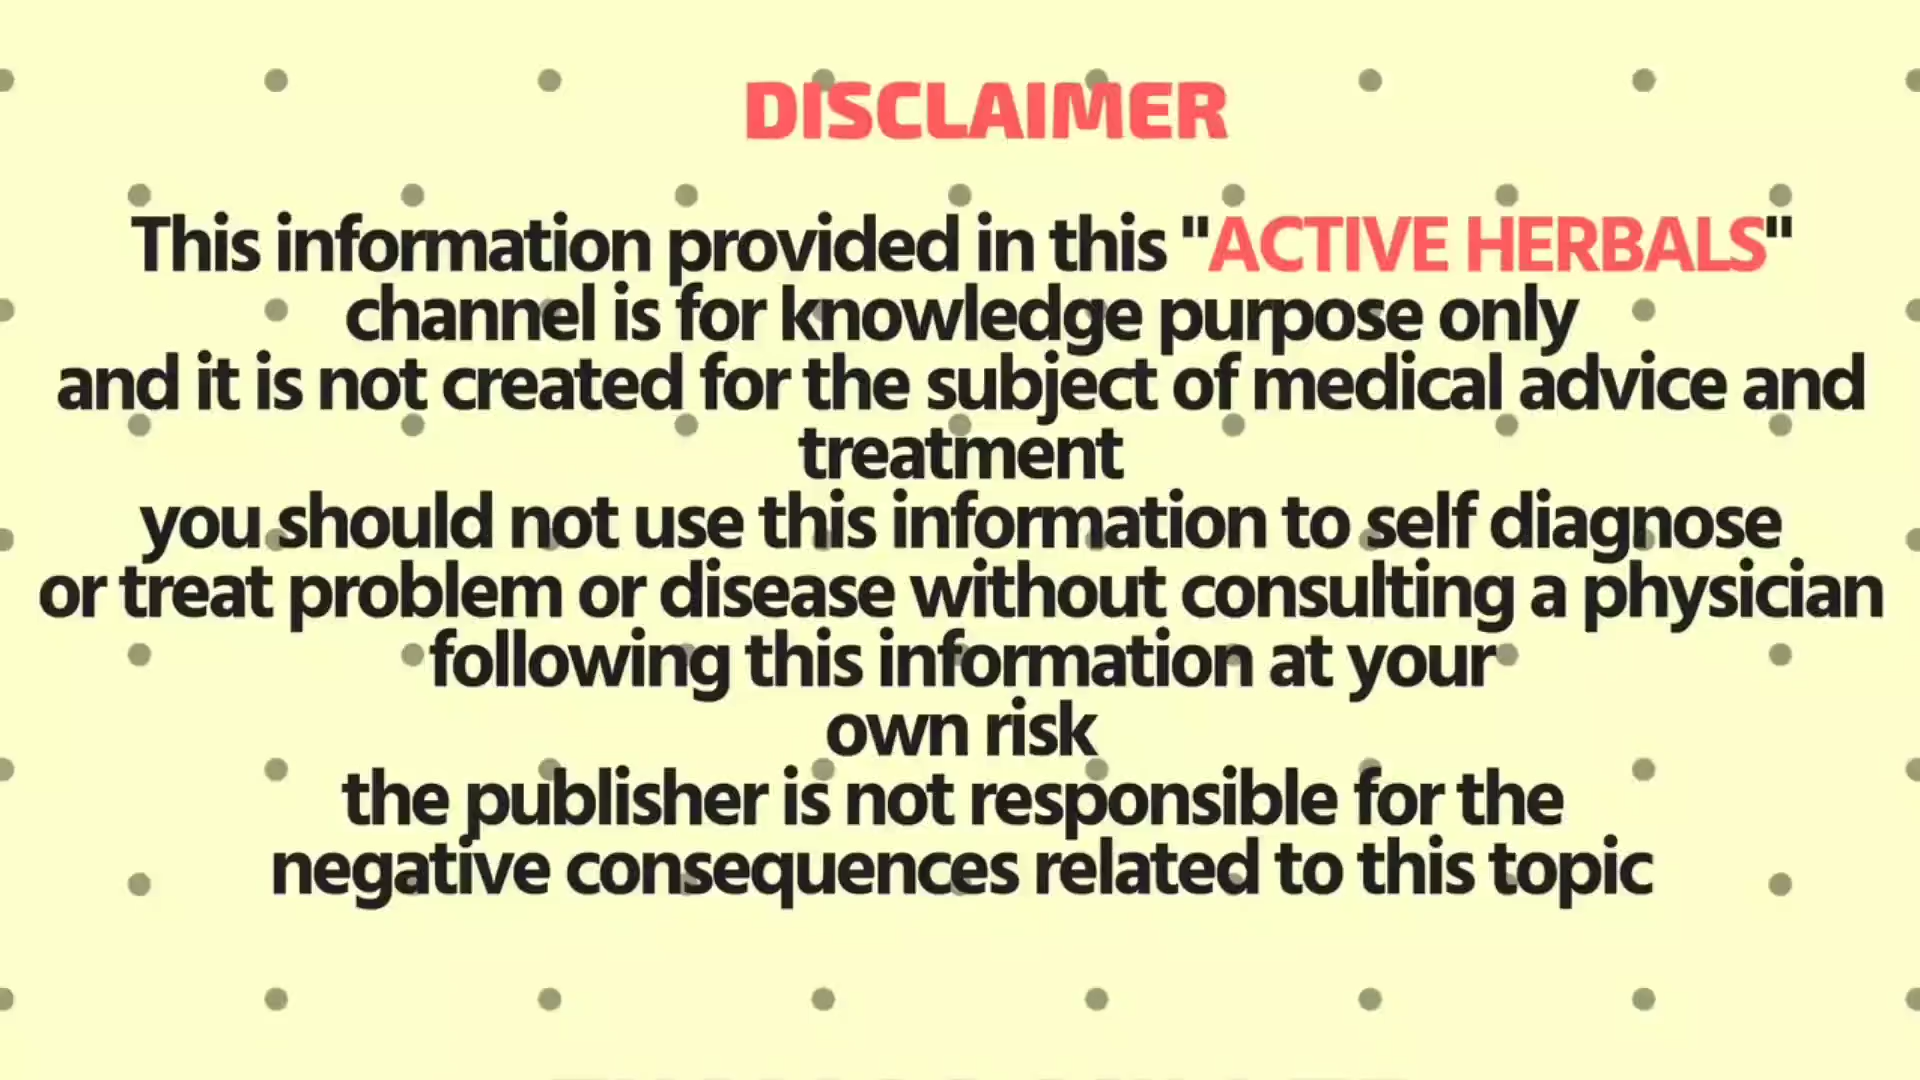 DISCLAIMER
This information provided in this "ACTIVE HERBALS"
channel is for knowledge purpose only
and it is not created for the subject of medical advice and
treatment
you should not use this information to self diagnose
or treat problem or disease without consulting a physician
following this information at your
own risk
the publisher is not responsible for the
negative consequences related to this topic